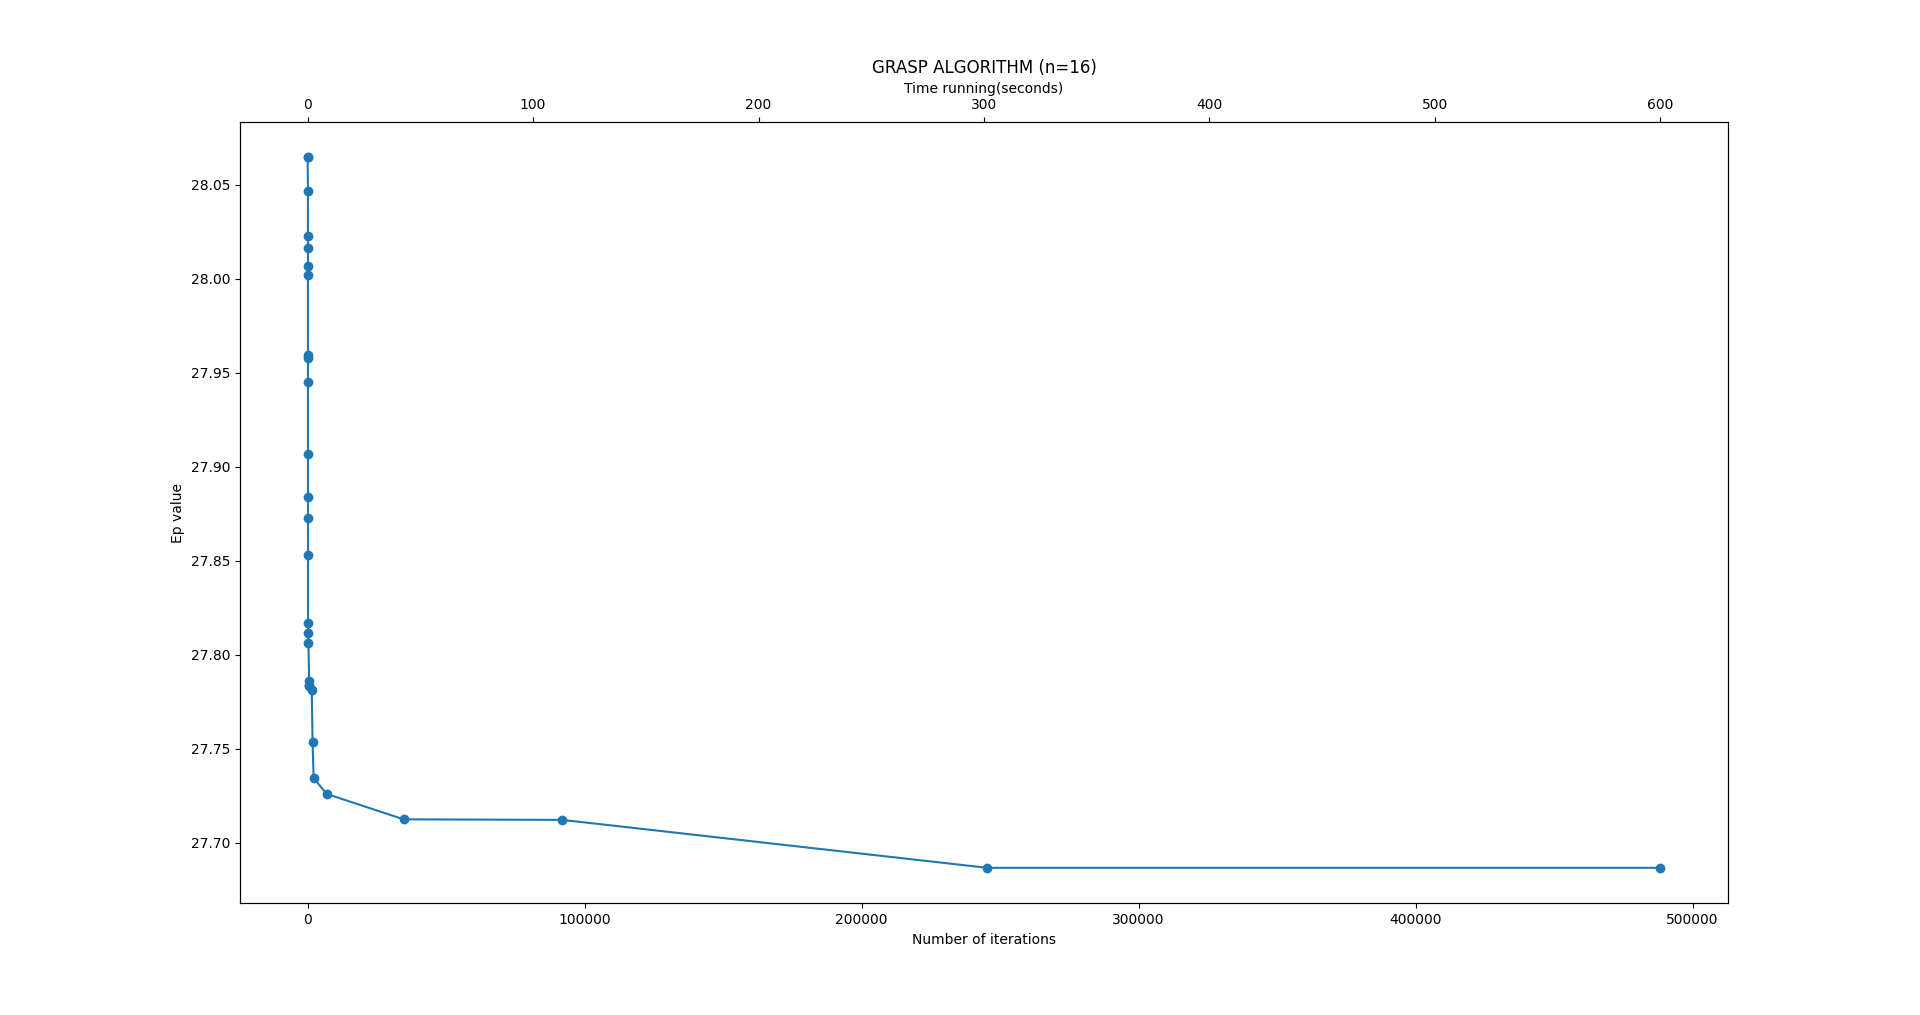 GRASP ALGORITHM (n=16)
Time running(seconds)
0 100 200 300 400 500 600
28.05
28.00
27.95
27.90
27.85
27.80
27.75
27.70
Ep value
0 100000 200000 300000 400000 500000
Number of iterations